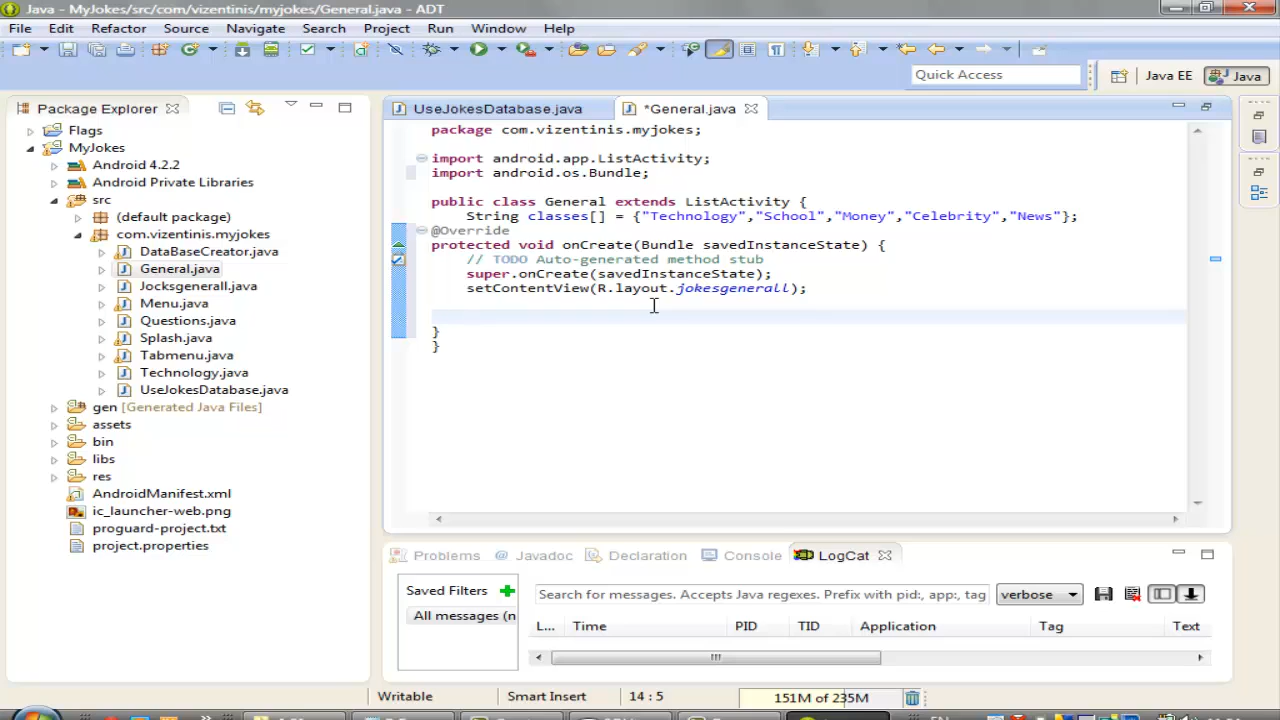 Java - MyJokes/src/com/vizentinis/myjokes/General.java - ADT
File Edit Refactor Source Navigate Search Project Run Window Help
Quick Access
Java EE
Java
Package Explorer
Flags
MyJokes
Android 4.2.2
Android Private Libraries
src
(default package)
com.vizentinis.myjokes
DataBaseCreator.java
General.java
Jocksgenerall.java
Menu.java
Questions.java
Splash.java
Tabmenu.java
Technology.java
UseJokesDatabase.java
gen [Generated Java Files]
assets
bin
libs
res
AndroidManifest.xml
ic_launcher-web.png
proguard-project.txt
project.properties
UseJokesDatabase.java
*General.java
package com.vizentinis.myjokes;
import android.app.ListActivity;
import android.os.Bundle;
public class General extends ListActivity {
String classes[] = {"Technology","School","Money","Celebrity","News"};
@Override
protected void onCreate(Bundle savedInstanceState) {
// TODO Auto-generated method stub
super.onCreate(savedInstanceState);
setContentView(R.layout.jokesgenerall);
}
}
Problems @ Javadoc Declaration Console LogCat
Saved Filters
All messages (n
Search for messages. Accepts Java regexes. Prefix with pid:, app:, tag
verbose
L... Time PID TID Application Tag Text
Writable Smart Insert 14 : 5 151M of 235M